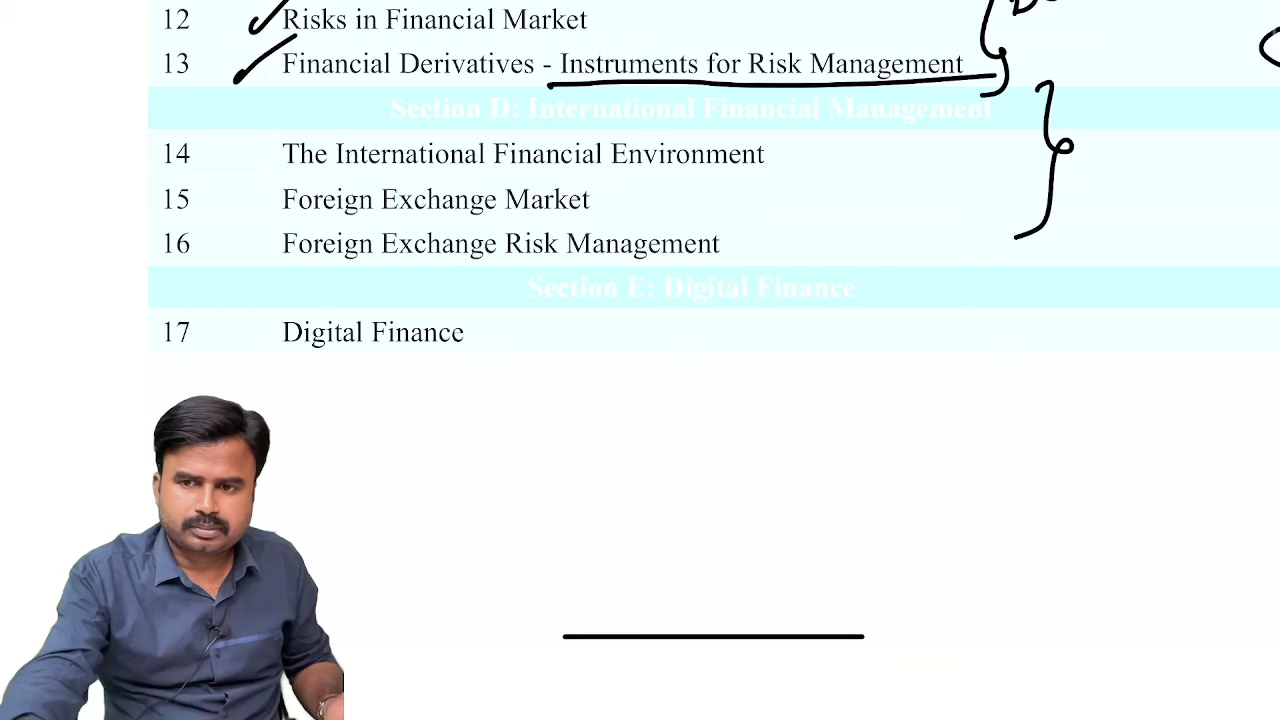 12 Risks in Financial Market
13 Financial Derivatives - Instruments for Risk Management
Section D: International Financial Management
14 The International Financial Environment
15 Foreign Exchange Market
16 Foreign Exchange Risk Management
Section E: Digital Finance
17 Digital Finance